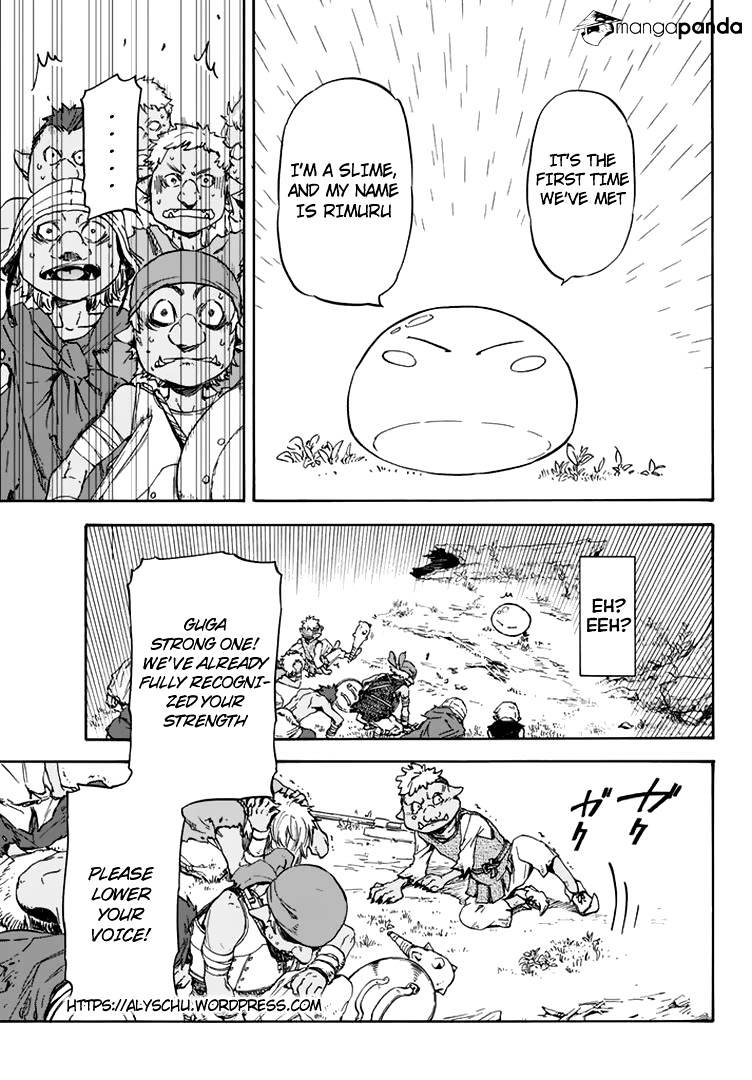 mangapanda
IT'S THE
FIRST TIME
WE'VE MET
I'M A SLIME,
AND MY NAME
IS RIMURU
......
EH?
EEH?
GUGA
STRONG ONE!
WE'VE ALREADY
FULLY RECOGNI-
ZED YOUR
STRENGTH
ガク
ガク
PLEASE
LOWER
YOUR
VOICE!
HTTPS://ALYSCHU.WORDPRESS.COM